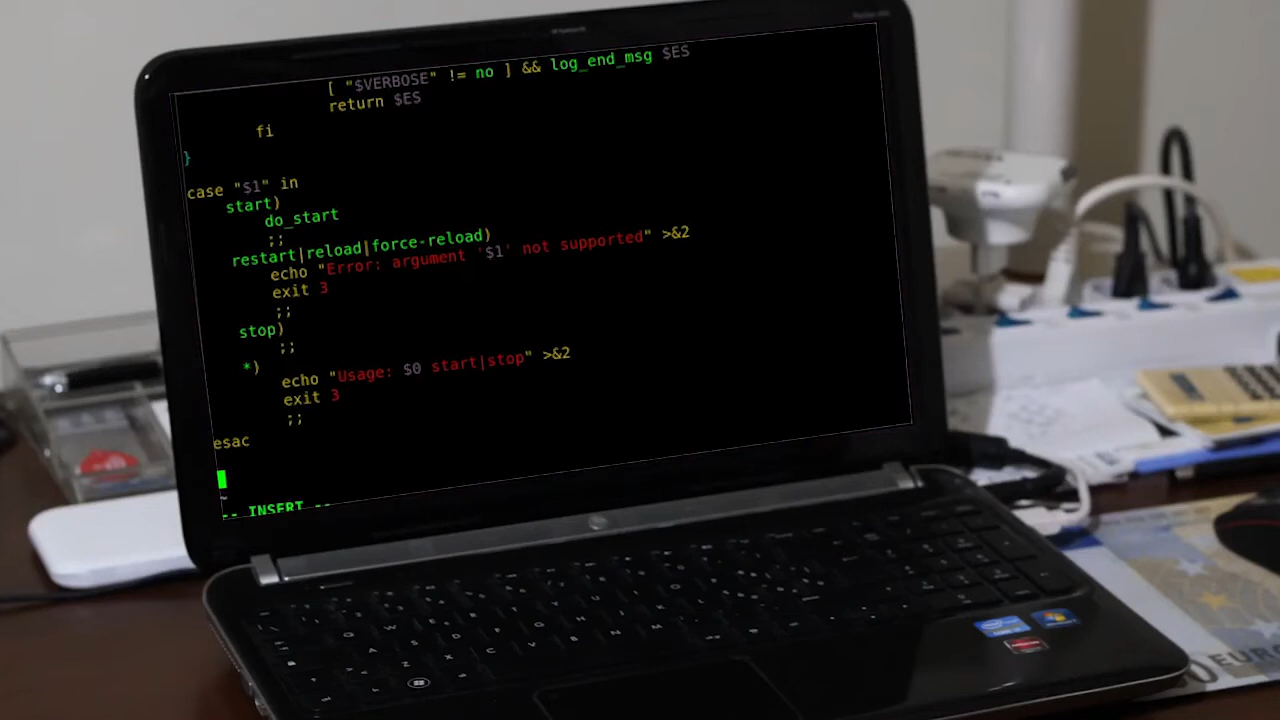 [ "$VERBOSE" != no ] && log_end_msg $ES
return $ES
fi
}
case "$1" in
start)
do_start
;;
restart|reload|force-reload)
echo "Error: argument '$1' not supported" >&2
exit 3
;;
stop)
;;
*)
echo "Usage: $0 start|stop" >&2
exit 3
;;
esac
~
-- INSERT --
EURO